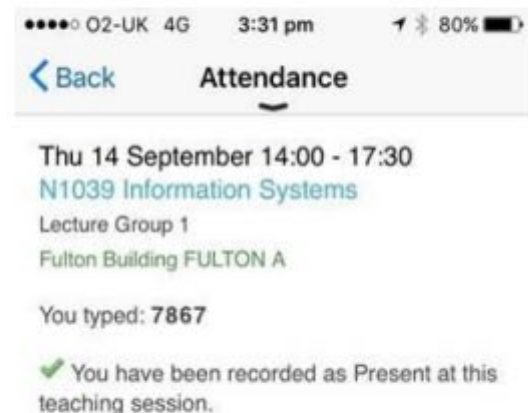 O2-UK 4G 3:31 pm 80%
Back Attendance
Thu 14 September 14:00 - 17:30
N1039 Information Systems
Lecture Group 1
Fulton Building FULTON A
You typed: 7867
You have been recorded as Present at this
teaching session.